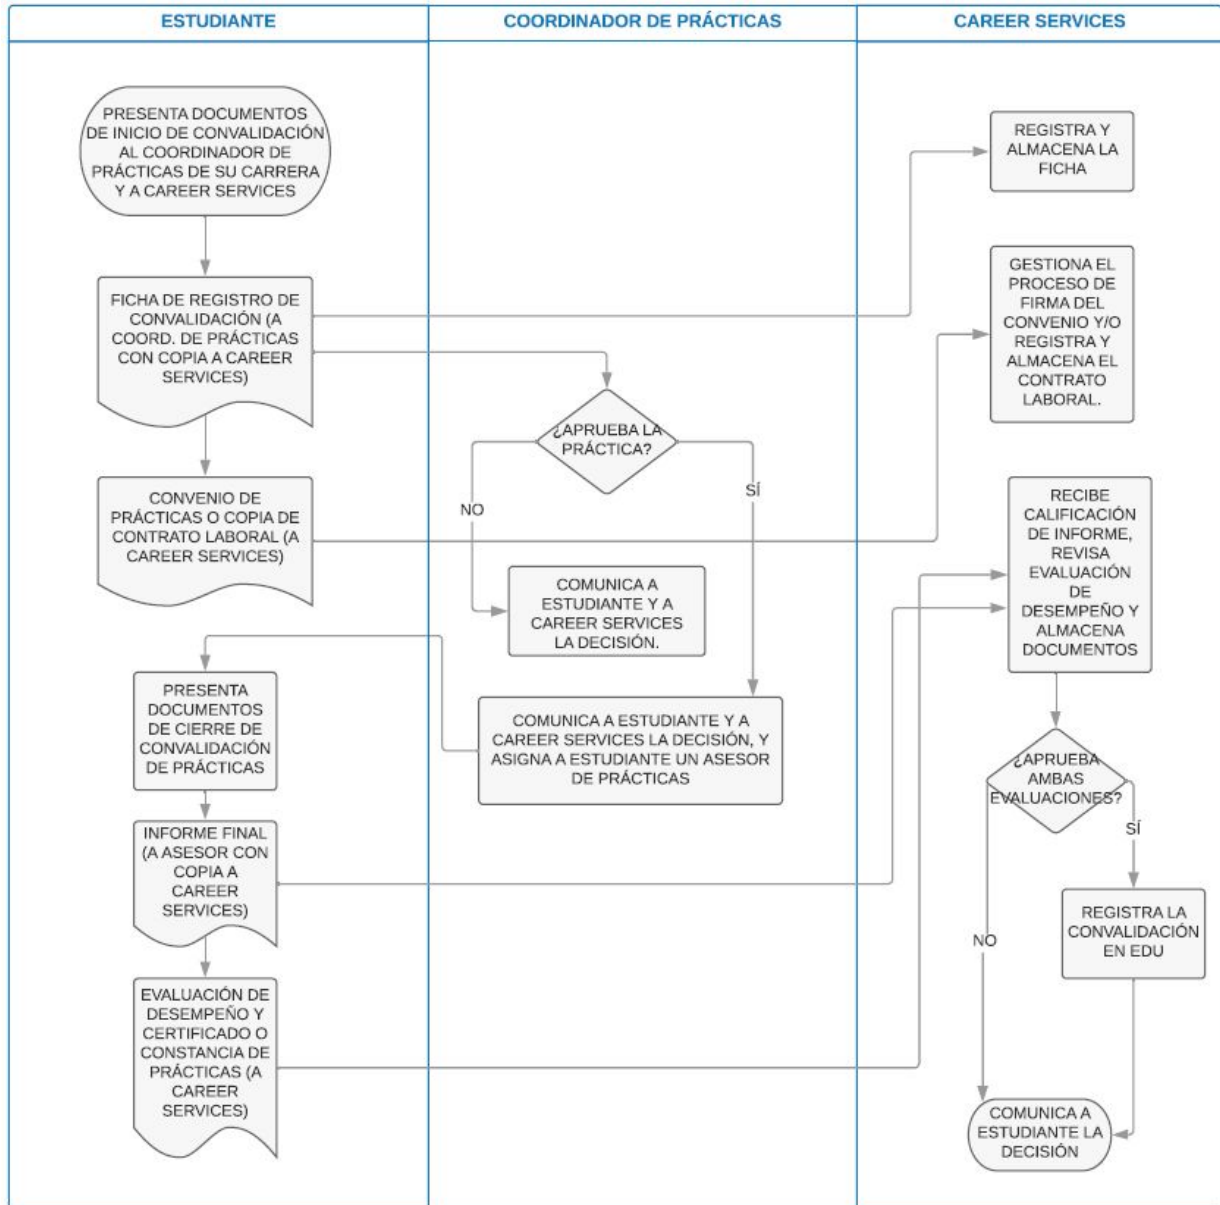 ESTUDIANTE
COORDINADOR DE PRÁCTICAS
CAREER SERVICES
PRESENTA DOCUMENTOS
DE INICIO DE CONVALIDACIÓN
AL COORDINADOR DE
PRÁCTICAS DE SU CARRERA
Y A CAREER SERVICES
FICHA DE REGISTRO DE
CONVALIDACIÓN (A
COORD. DE PRÁCTICAS
CON COPIA A CAREER
SERVICES)
CONVENIO DE
PRÁCTICAS O COPIA DE
CONTRATO LABORAL (A
CAREER SERVICES)
PRESENTA
DOCUMENTOS
DE CIERRE DE
CONVALIDACIÓN
DE PRÁCTICAS
INFORME FINAL
(A ASESOR CON
COPIA A
CAREER
SERVICES)
EVALUACIÓN DE
DESEMPEÑO Y
CERTIFICADO O
CONSTANCIA DE
PRÁCTICAS (A
CAREER
SERVICES)
¿APRUEBA LA
PRÁCTICA?
NO
SÍ
COMUNICA A
ESTUDIANTE Y A
CAREER SERVICES
LA DECISIÓN.
COMUNICA A ESTUDIANTE Y A
CAREER SERVICES LA DECISIÓN, Y
ASIGNA A ESTUDIANTE UN ASESOR
DE PRÁCTICAS
REGISTRA Y
ALMACENA LA
FICHA
GESTIONA EL
PROCESO DE
FIRMA DEL
CONVENIO Y/O
REGISTRA Y
ALMACENA EL
CONTRATO
LABORAL.
RECIBE
CALIFICACIÓN
DE INFORME,
REVISA
EVALUACIÓN
DE
DESEMPEÑO Y
ALMACENA
DOCUMENTOS
¿APRUEBA
AMBAS
EVALUACIONES?
SÍ
NO
REGISTRA LA
CONVALIDACIÓN
EN EDU
COMUNICA A
ESTUDIANTE LA
DECISIÓN